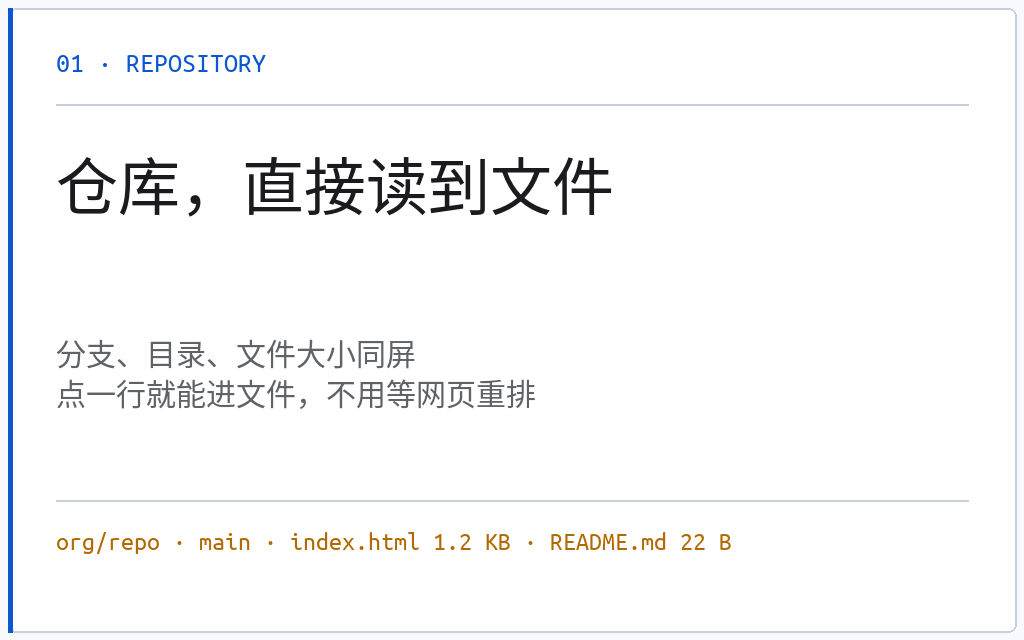 01 · REPOSITORY
仓库，直接读到文件
分支、目录、文件大小同屏
点一行就能进文件，不用等网页重排
org/repo · main · index.html 1.2 KB · README.md 22 B